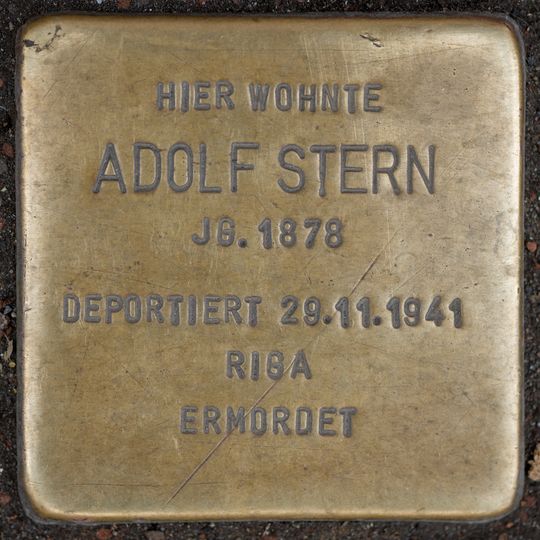 HIER WOHNTE
ADOLF STERN
JG. 1878
DEPORTIERT 29.11.1941
RIGA
ERMORDET